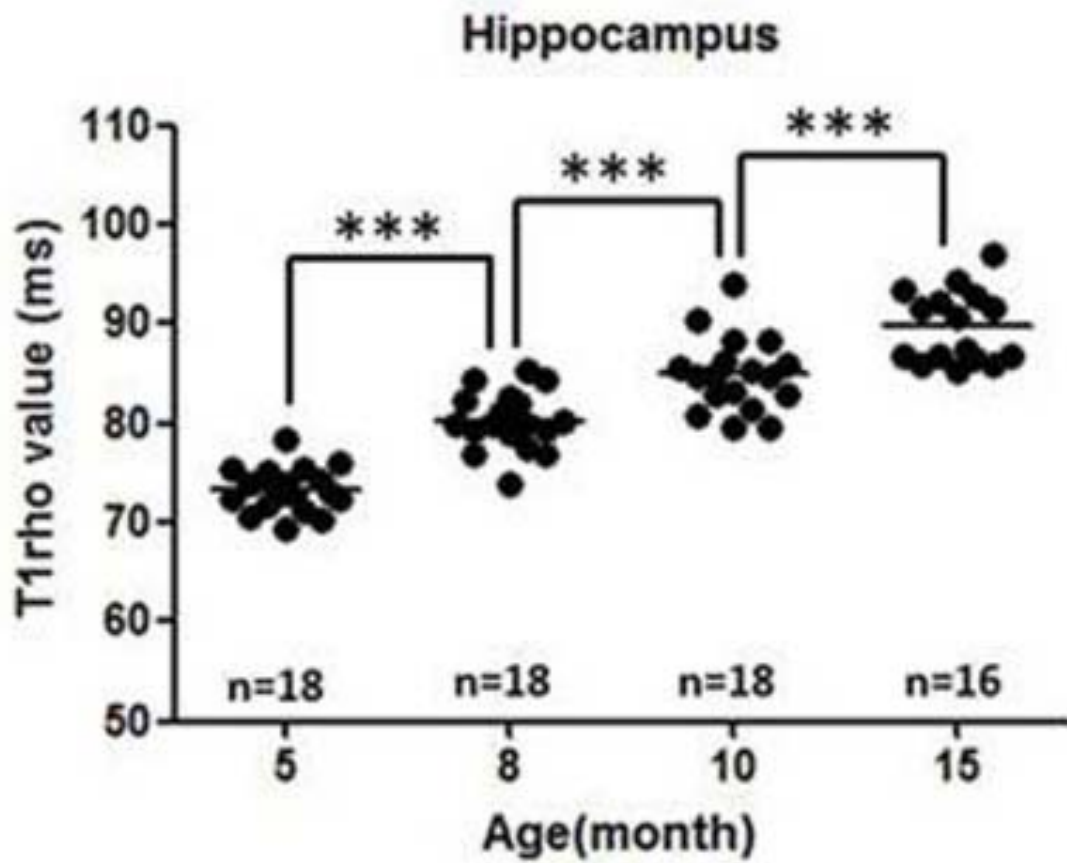 Hippocampus
***
***
***
110
100
90
80
70
60
50
T1rho value (ms)
n=18 n=18 n=18 n=16
5 8 10 15
Age(month)